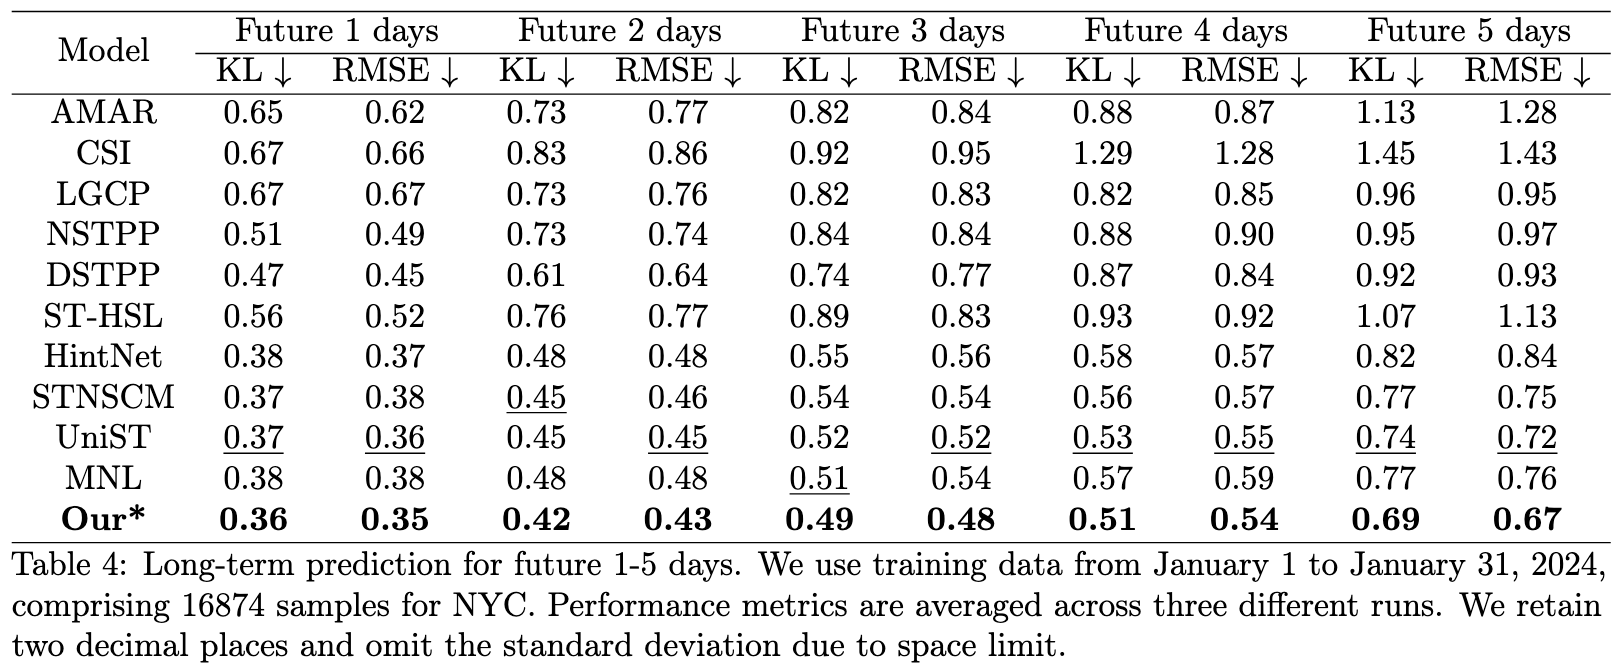 Model Future 1 days Future 2 days Future 3 days Future 4 days Future 5 days
KL ↓ RMSE ↓ KL ↓ RMSE ↓ KL ↓ RMSE ↓ KL ↓ RMSE ↓ KL ↓ RMSE ↓
AMAR 0.65 0.62 0.73 0.77 0.82 0.84 0.88 0.87 1.13 1.28
CSI 0.67 0.66 0.83 0.86 0.92 0.95 1.29 1.28 1.45 1.43
LGCP 0.67 0.67 0.73 0.76 0.82 0.83 0.82 0.85 0.96 0.95
NSTPP 0.51 0.49 0.73 0.74 0.84 0.84 0.88 0.90 0.95 0.97
DSTPP 0.47 0.45 0.61 0.64 0.74 0.77 0.87 0.84 0.92 0.93
ST-HSL 0.56 0.52 0.76 0.77 0.89 0.83 0.93 0.92 1.07 1.13
HintNet 0.38 0.37 0.48 0.48 0.55 0.56 0.58 0.57 0.82 0.84
STNSCM 0.37 0.38 0.45 0.46 0.54 0.54 0.56 0.57 0.77 0.75
UniST 0.37 0.36 0.45 0.45 0.52 0.52 0.53 0.55 0.74 0.72
MNL 0.38 0.38 0.48 0.48 0.51 0.54 0.57 0.59 0.77 0.76
Our* 0.36 0.35 0.42 0.43 0.49 0.48 0.51 0.54 0.69 0.67
Table 4: Long-term prediction for future 1-5 days. We use training data from January 1 to January 31, 2024,
comprising 16874 samples for NYC. Performance metrics are averaged across three different runs. We retain
two decimal places and omit the standard deviation due to space limit.